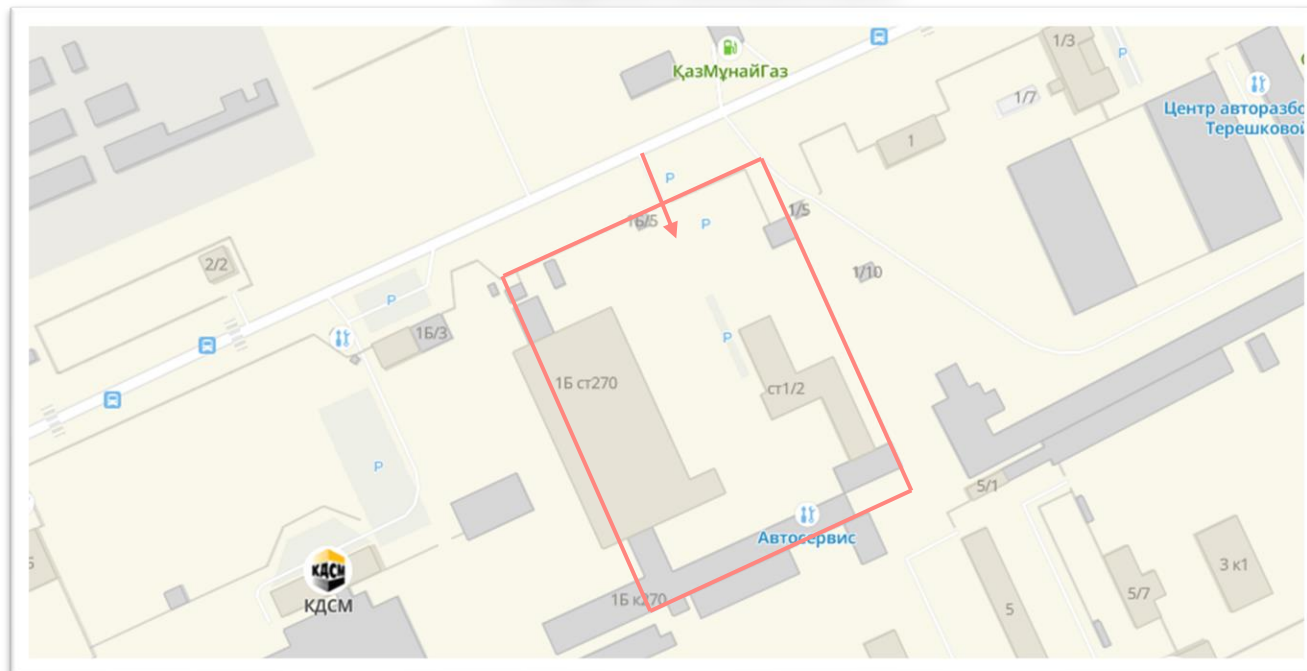 1/3
P
ҚазМұнайГаз
1/7
Центр авторазбо
Терешковой
1
P
1Б/5
P
1/5
2/2
1/10
P
1Б/3
P
1Б ст270
ст1/2
P
5/1
Автосервис
КДСМ
КДСМ
1Б к270
5
5/7
3 к1